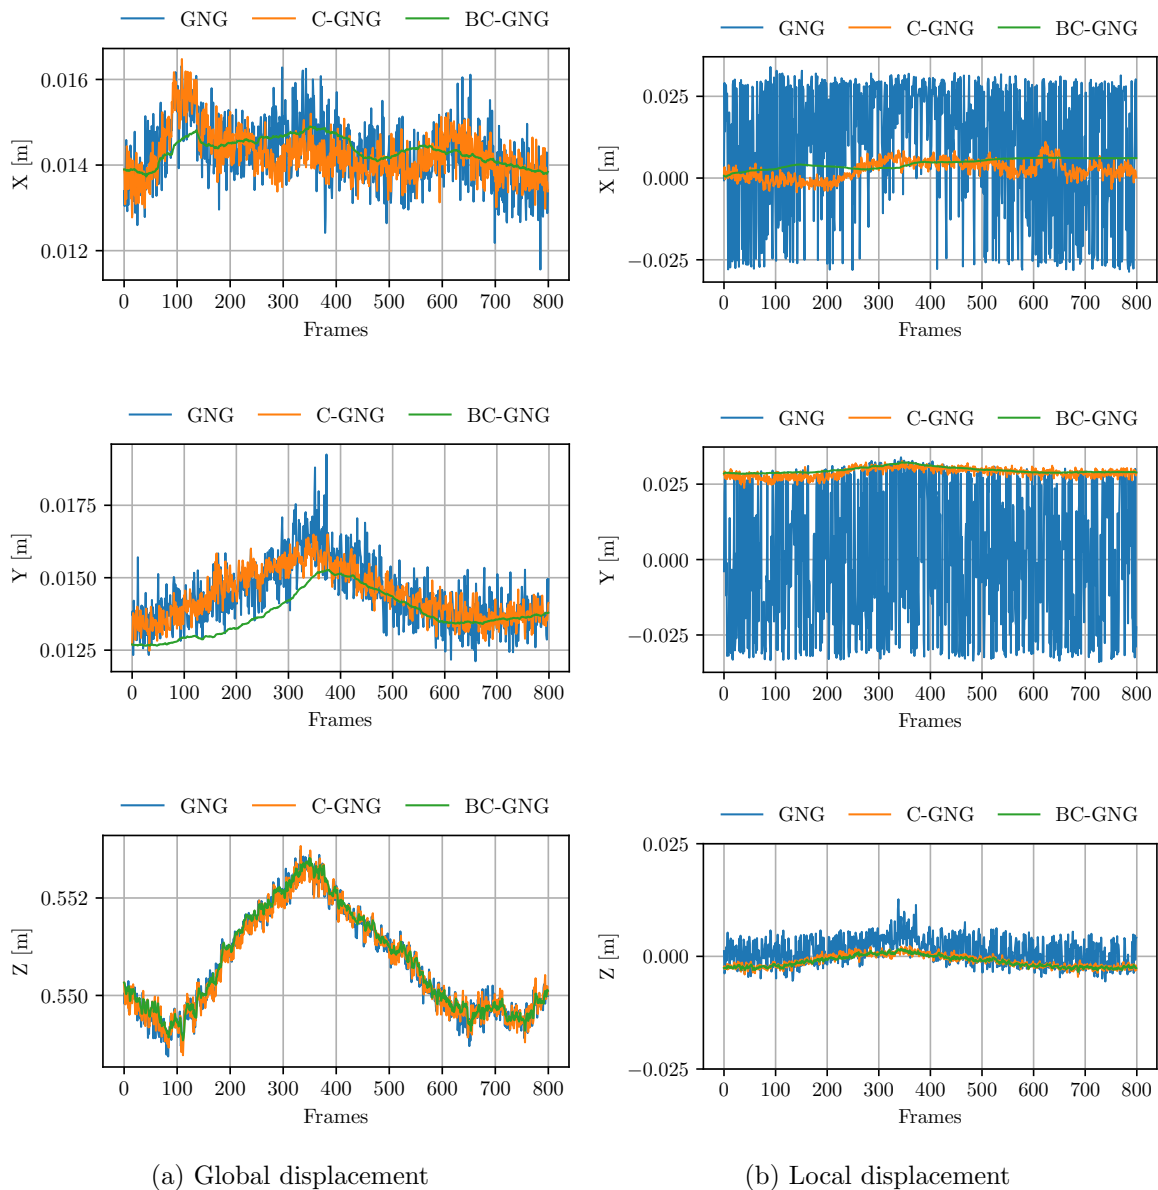 GNG C-GNG BC-GNG
0.016
0.014
0.012
X [m]
0 100 200 300 400 500 600 700 800
Frames
GNG C-GNG BC-GNG
0.025
0.000
−0.025
X [m]
0 100 200 300 400 500 600 700 800
Frames
GNG C-GNG BC-GNG
0.0175
0.0150
0.0125
Y [m]
0 100 200 300 400 500 600 700 800
Frames
GNG C-GNG BC-GNG
0.025
0.000
−0.025
Y [m]
0 100 200 300 400 500 600 700 800
Frames
GNG C-GNG BC-GNG
0.552
0.550
Z [m]
0 100 200 300 400 500 600 700 800
Frames
GNG C-GNG BC-GNG
0.025
0.000
−0.025
Z [m]
0 100 200 300 400 500 600 700 800
Frames
(a) Global displacement
(b) Local displacement